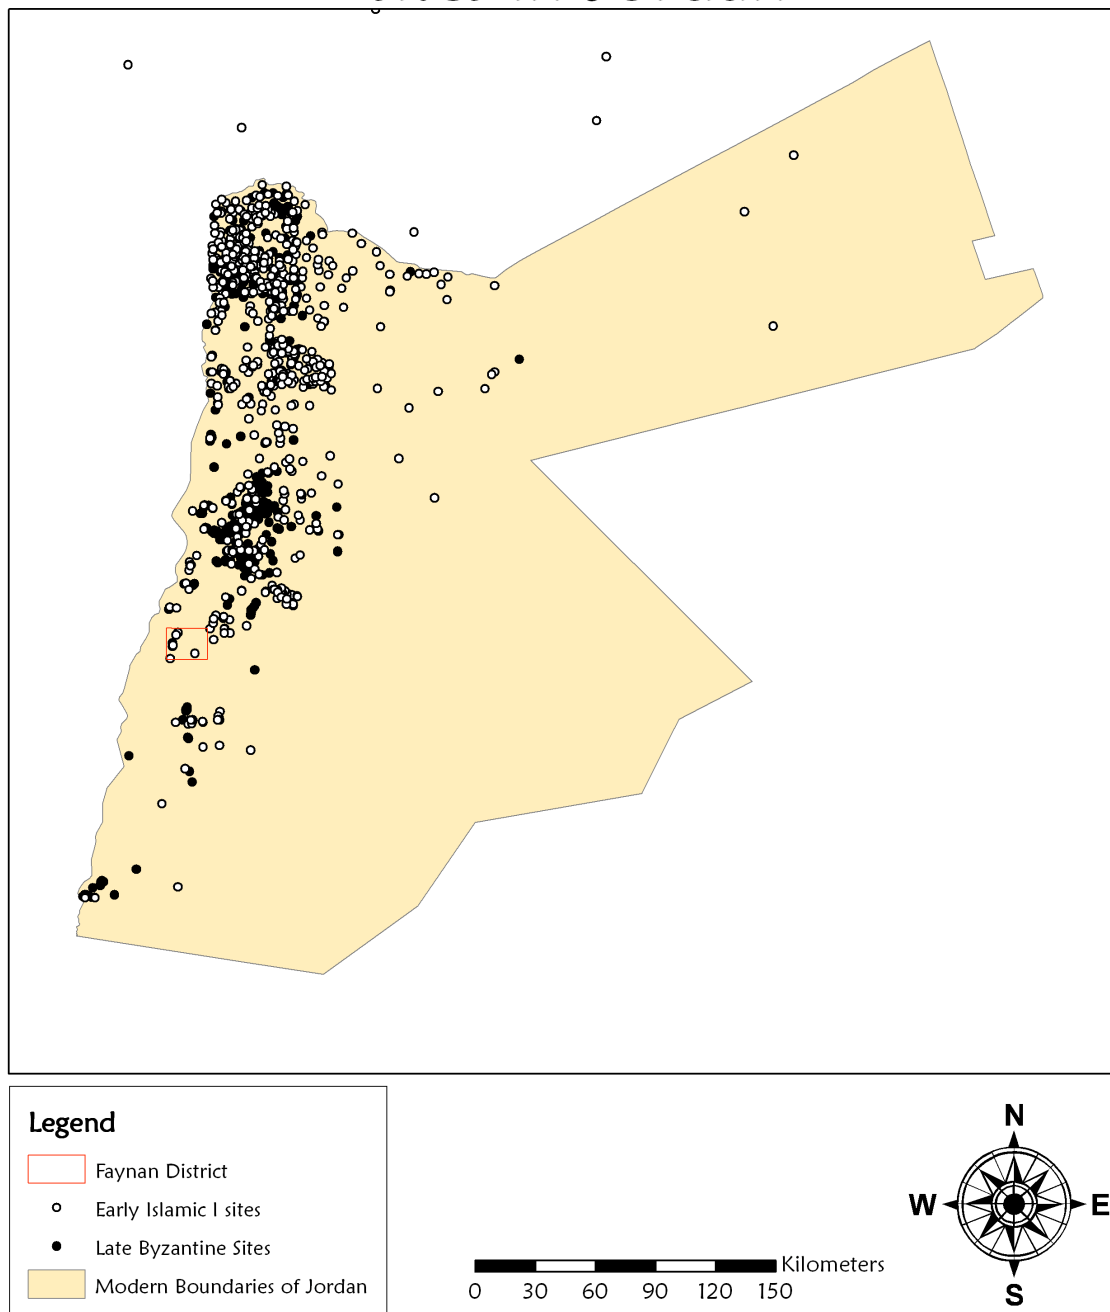 N
Legend
Faynan District
W
E
Early Islamic I sites
Late Byzantine Sites
Kilometers
Modern Boundaries of Jordan
0 30 60 90 120 150
S